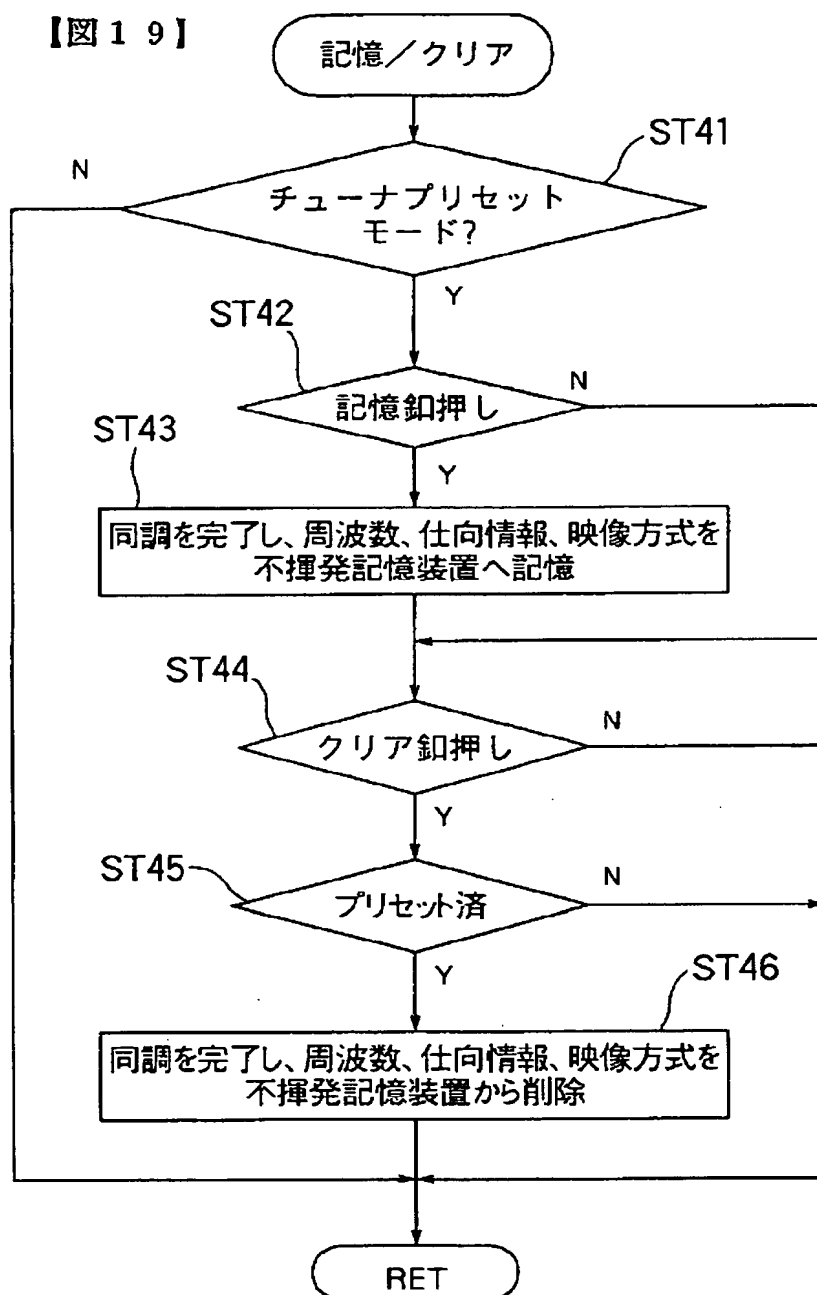 【図19】
記憶／クリア
ST41
N
チューナプリセット
モード?
Y
ST42
N
記憶釦押し
ST43
Y
同調を完了し、周波数、仕向情報、映像方式を
不揮発記憶装置へ記憶
ST44
N
クリア釦押し
Y
ST45
N
プリセット済
Y
ST46
同調を完了し、周波数、仕向情報、映像方式を
不揮発記憶装置から削除
RET